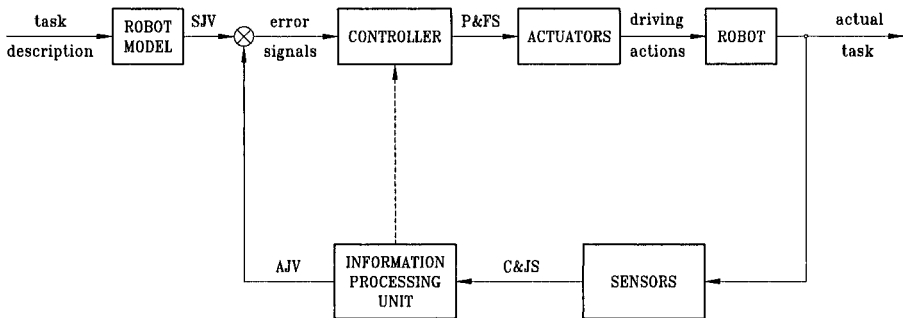 task
description
ROBOT
MODEL
SJV
error
signals
CONTROLLER
P&FS
ACTUATORS
driving
actions
ROBOT
actual
task
AJV
INFORMATION
PROCESSING
UNIT
C&JS
SENSORS